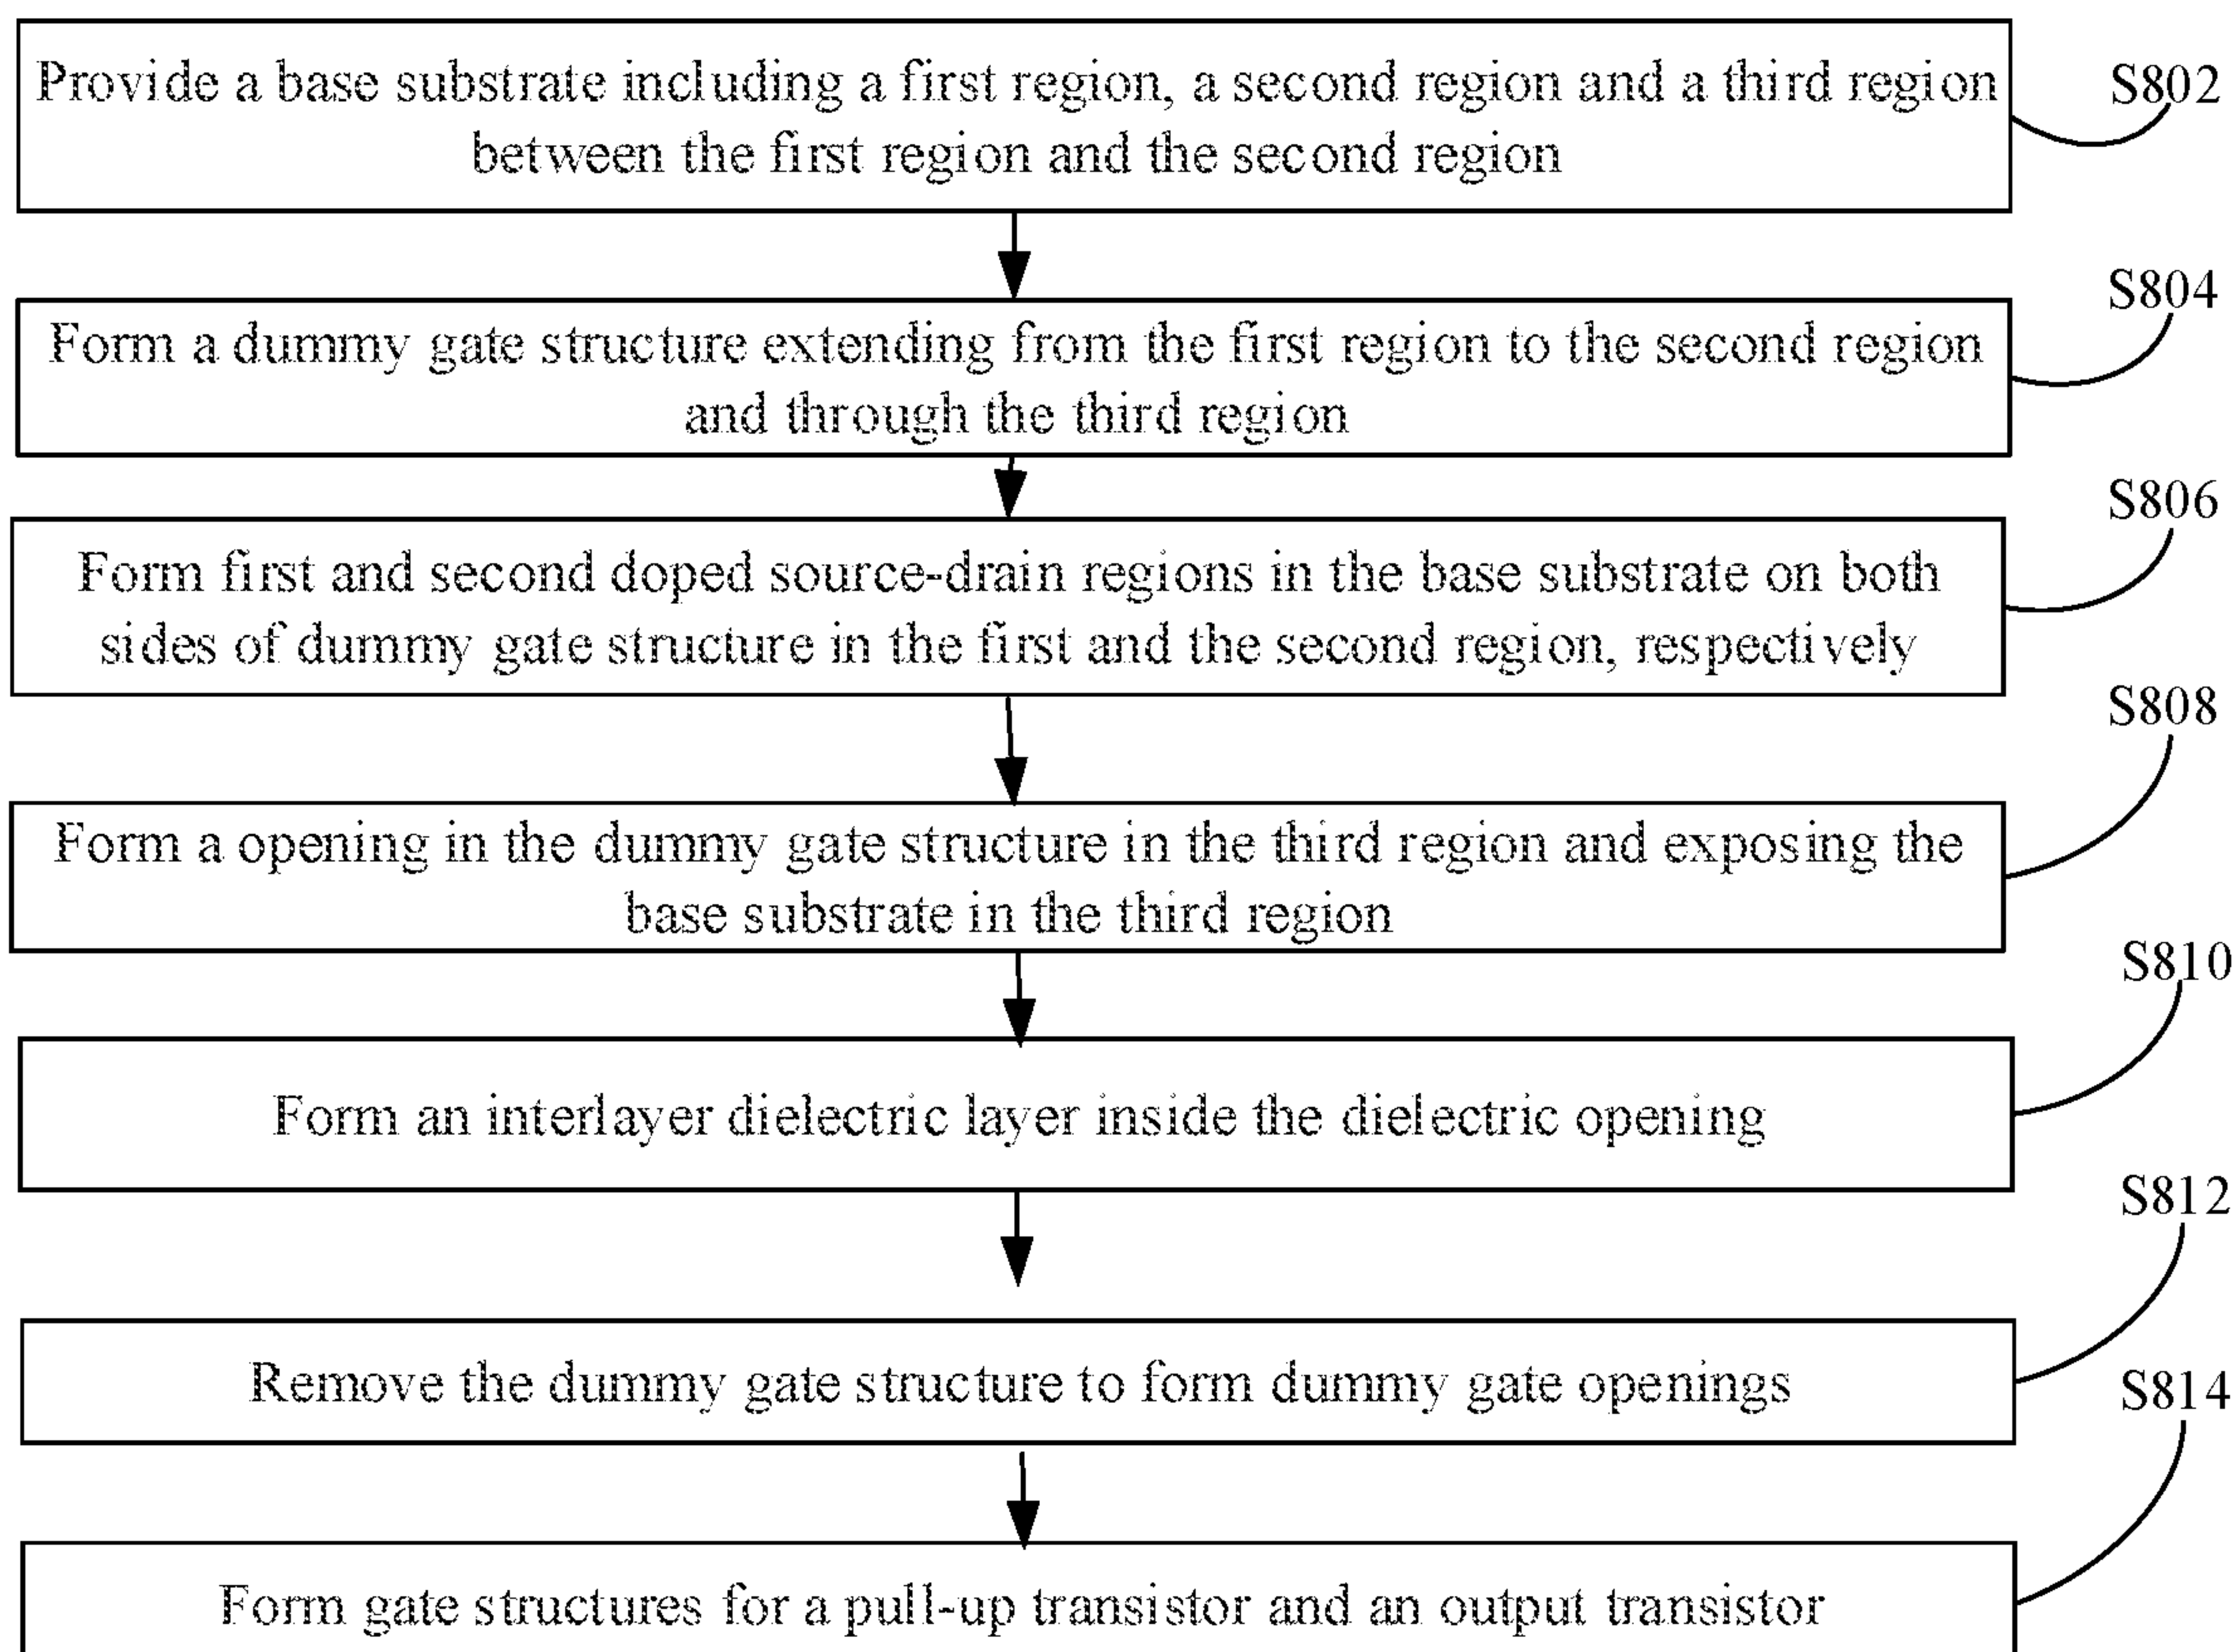 Provide a base substrate including a first region, a second region and a third region
between the first region and the second region
S802
Form a dummy gate structure extending from the first region to the second region
and through the third region
S804
Form first and second doped source-drain regions in the base substrate on both
sides of dummy gate structure in the first and the second region, respectively
S806
Form a opening in the dummy gate structure in the third region and exposing the
base substrate in the third region
S808
Form an interlayer dielectric layer inside the dielectric opening
S810
Remove the dummy gate structure to form dummy gate openings
S812
Form gate structures for a pull-up transistor and an output transistor
S814